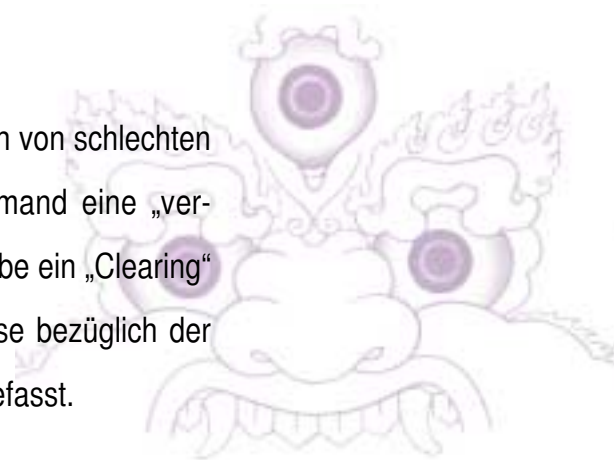 n von schlechten
mand eine „ver-
be ein „Clearing“
se bezüglich der
efasst.